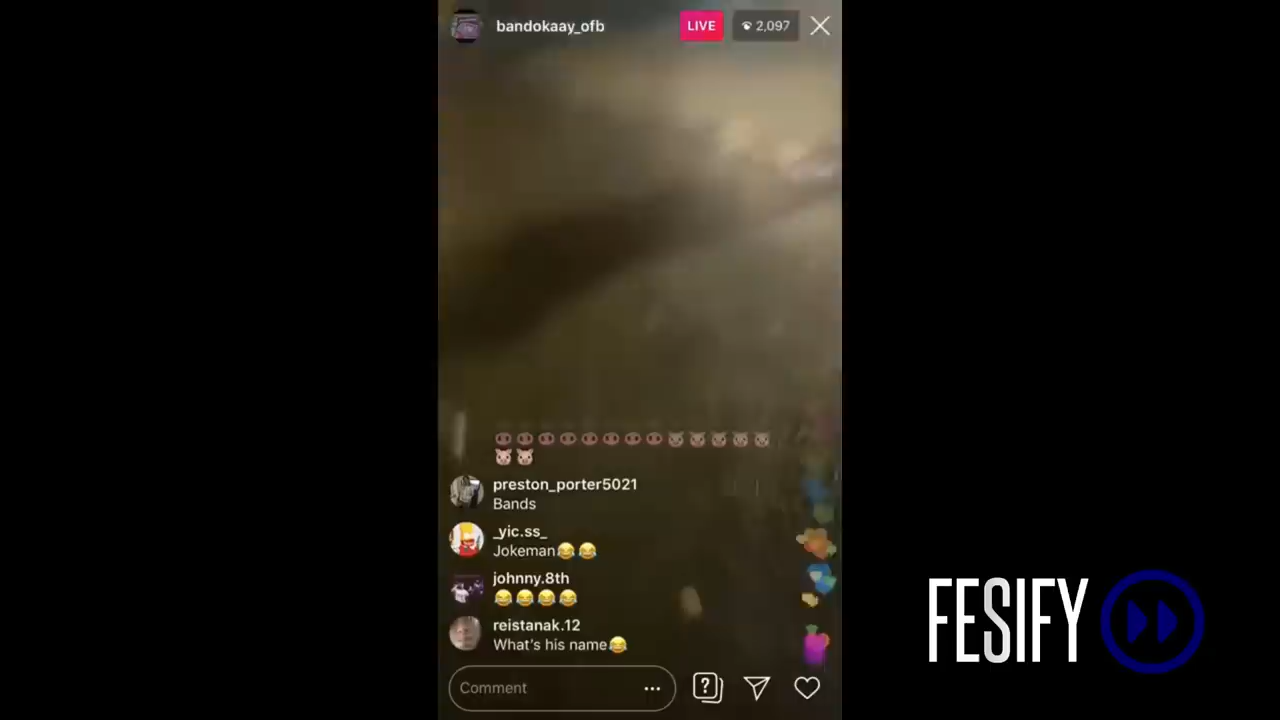 bandokaay_ofb
LIVE
2,097
🐽🐽🐽🐽🐽🐽🐽🐽🐷🐷🐷🐷🐷
🐷🐷
preston_porter5021
Bands
_yic.ss_
Jokeman😂😂
johnny.8th
😂😂😂😂
reistanak.12
What's his name😂
Comment
FESIFY